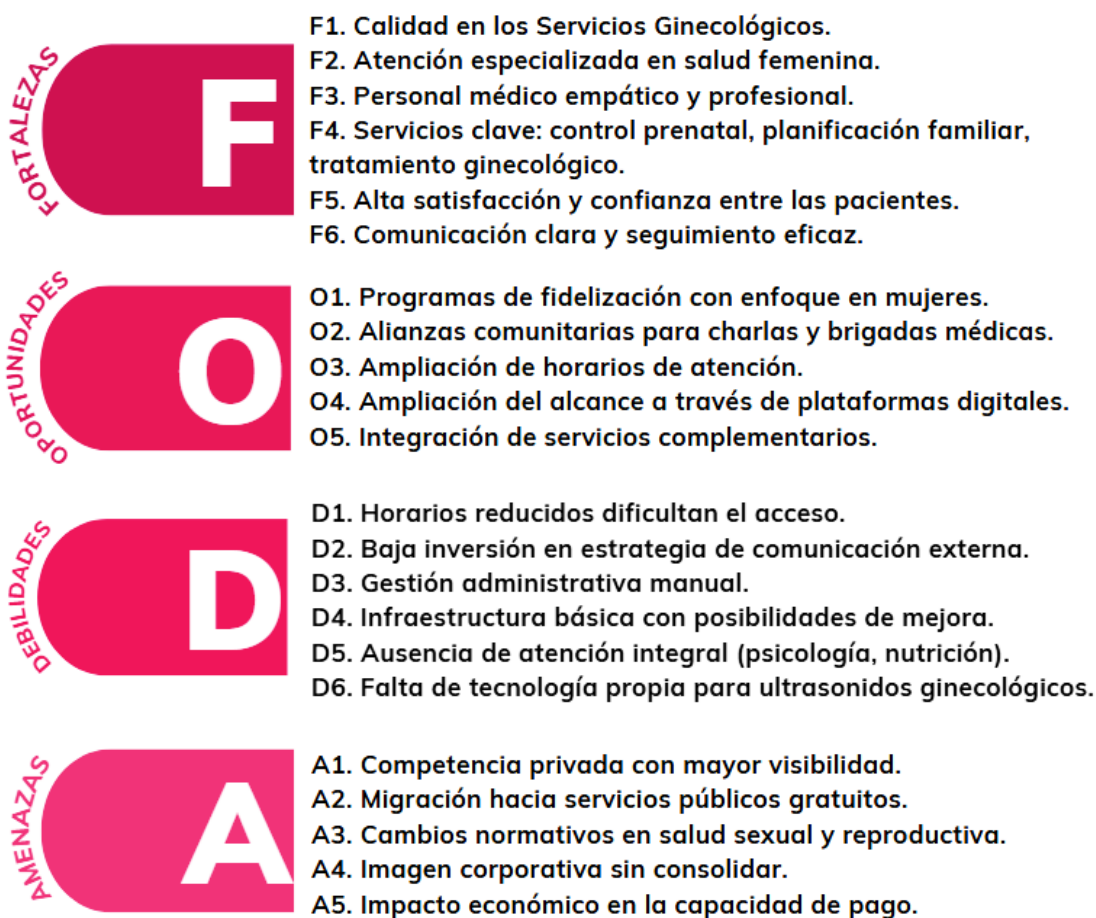 FORTALEZAS
F
F1. Calidad en los Servicios Ginecológicos.
F2. Atención especializada en salud femenina.
F3. Personal médico empático y profesional.
F4. Servicios clave: control prenatal, planificación familiar,
tratamiento ginecológico.
F5. Alta satisfacción y confianza entre las pacientes.
F6. Comunicación clara y seguimiento eficaz.
OPORTUNIDADES
O
O1. Programas de fidelización con enfoque en mujeres.
O2. Alianzas comunitarias para charlas y brigadas médicas.
O3. Ampliación de horarios de atención.
O4. Ampliación del alcance a través de plataformas digitales.
O5. Integración de servicios complementarios.
DEBILIDADES
D
D1. Horarios reducidos dificultan el acceso.
D2. Baja inversión en estrategia de comunicación externa.
D3. Gestión administrativa manual.
D4. Infraestructura básica con posibilidades de mejora.
D5. Ausencia de atención integral (psicología, nutrición).
D6. Falta de tecnología propia para ultrasonidos ginecológicos.
AMENAZAS
A
A1. Competencia privada con mayor visibilidad.
A2. Migración hacia servicios públicos gratuitos.
A3. Cambios normativos en salud sexual y reproductiva.
A4. Imagen corporativa sin consolidar.
A5. Impacto económico en la capacidad de pago.